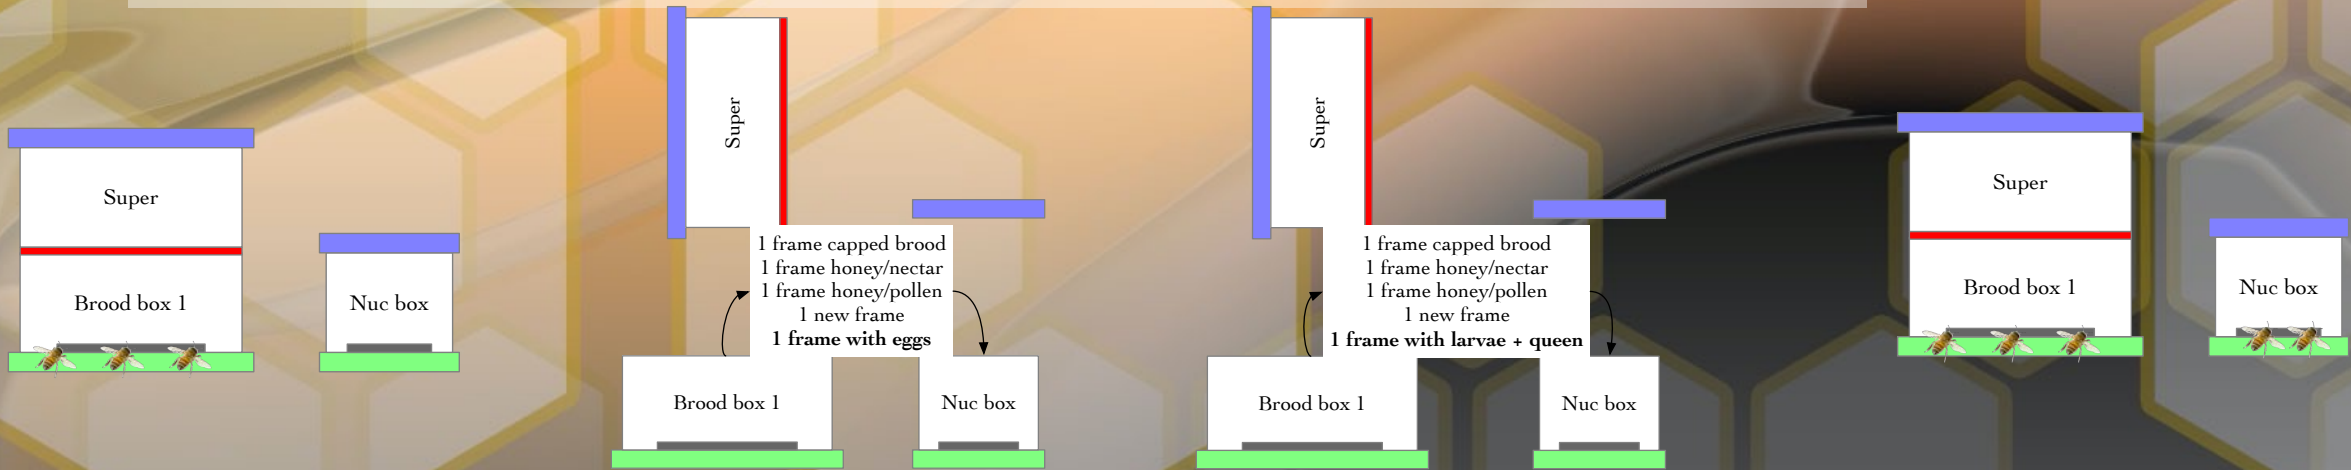 Super
Brood box 1
Nuc box
Super
1 frame capped brood
1 frame honey/nectar
1 frame honey/pollen
1 new frame
1 frame with eggs
Brood box 1
Nuc box
Super
1 frame capped brood
1 frame honey/nectar
1 frame honey/pollen
1 new frame
1 frame with larvae + queen
Brood box 1
Nuc box
Super
Brood box 1
Nuc box